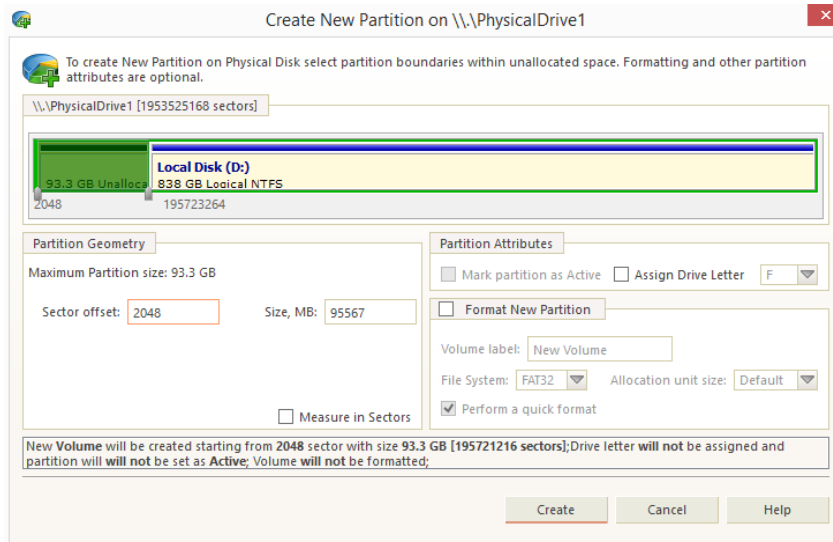 Create New Partition on \\.\PhysicalDrive1
To create New Partition on Physical Disk select partition boundaries within unallocated space. Formatting and other partition
attributes are optional.
\\.\PhysicalDrive1 [1953525168 sectors]
Local Disk (D:)
93.3 GB Unalloca 838 GB Logical NTFS
2048 195723264
Partition Geometry
Maximum Partition size: 93.3 GB
Sector offset: 2048 Size, MB: 95567
Measure in Sectors
Partition Attributes
Mark partition as Active Assign Drive Letter F
Format New Partition
Volume label: New Volume
File System: FAT32 Allocation unit size: Default
Perform a quick format
New Volume will be created starting from 2048 sector with size 93.3 GB [195721216 sectors];Drive letter will not be assigned and
partition will will not be set as Active; Volume will not be formatted;
Create Cancel Help